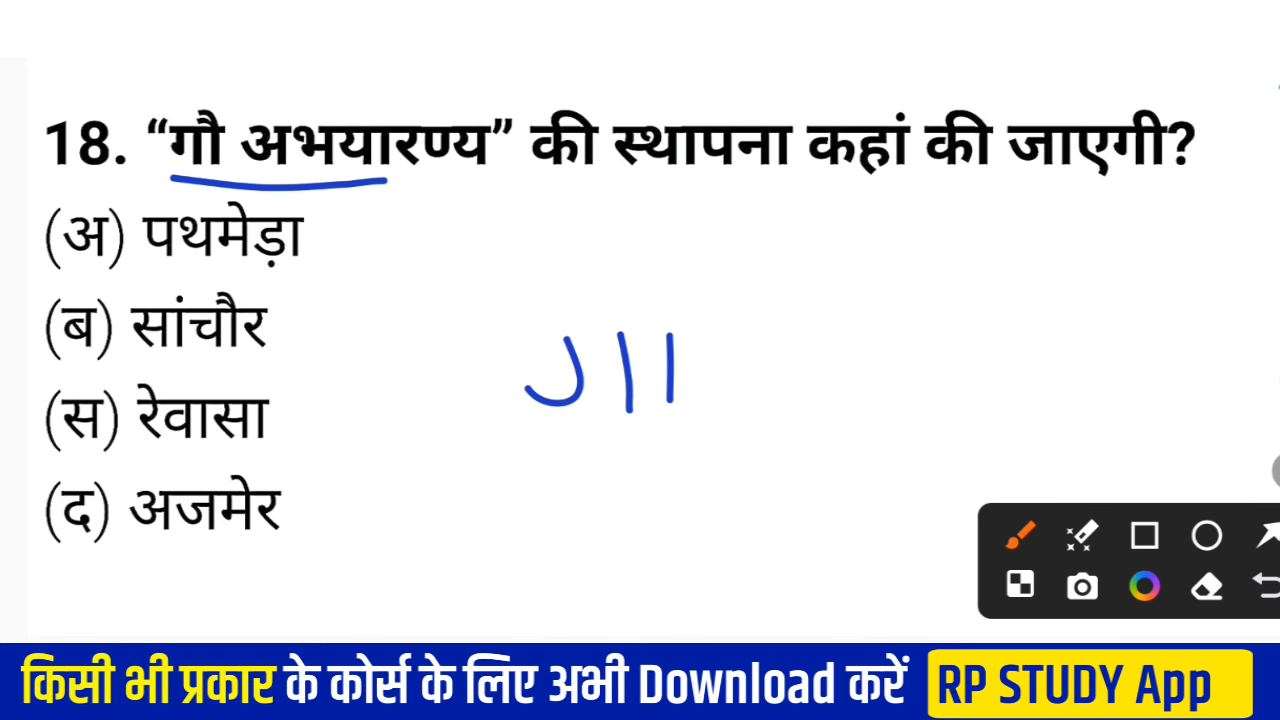 18. “गौ अभयारण्य” की स्थापना कहां की जाएगी?
(अ) पथमेड़ा
(ब) सांचौर
(स) रेवासा
(द) अजमेर
किसी भी प्रकार के कोर्स के लिए अभी Download करें RP STUDY App